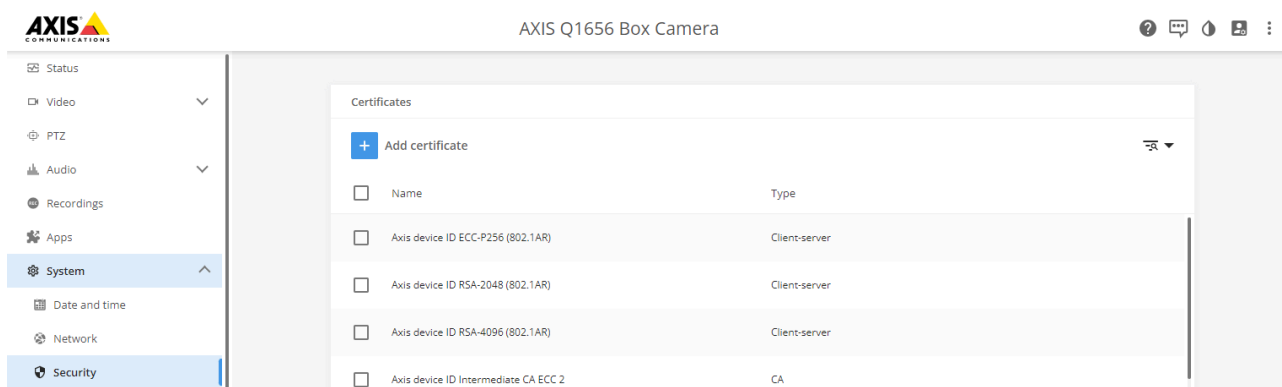 AXIS
COMMUNICATIONS
AXIS Q1656 Box Camera
Status
Video
PTZ
Audio
Recordings
Apps
System
Date and time
Network
Security
Certificates
Add certificate
Name Type
Axis device ID ECC-P256 (802.1AR) Client-server
Axis device ID RSA-2048 (802.1AR) Client-server
Axis device ID RSA-4096 (802.1AR) Client-server
Axis device ID Intermediate CA ECC 2 CA